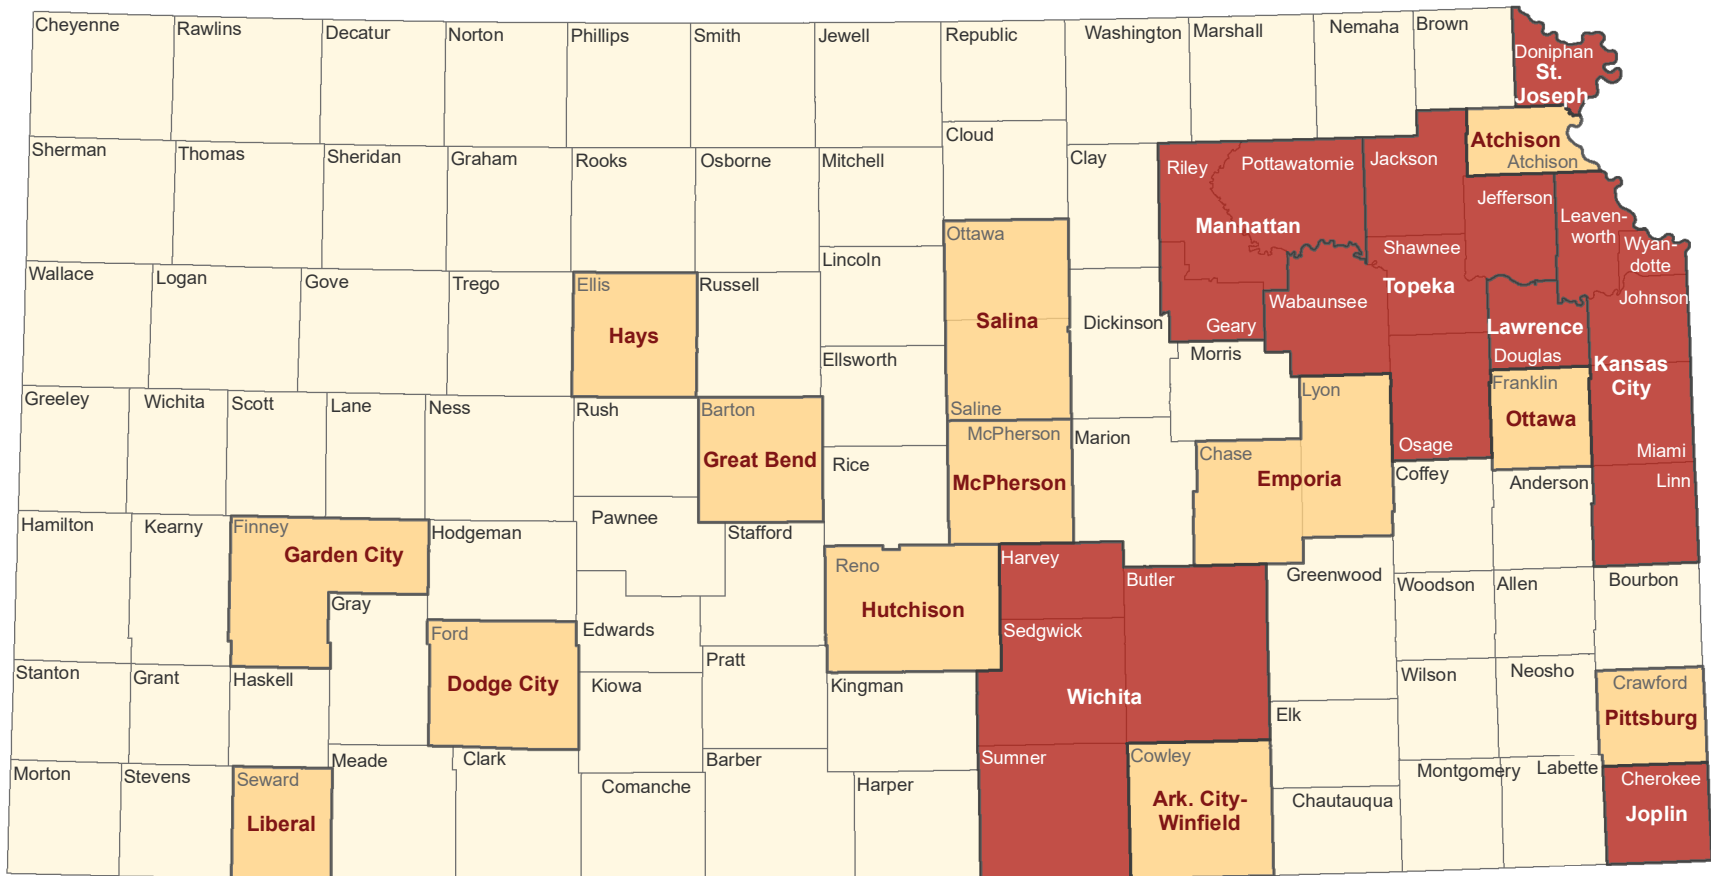 Cheyenne
Rawlins
Decatur
Norton
Phillips
Smith
Jewell
Republic
Washington
Marshall
Nemaha
Brown
Doniphan
St.
Joseph
Sherman
Thomas
Sheridan
Graham
Rooks
Osborne
Mitchell
Cloud
Clay
Riley
Pottawatomie
Jackson
Atchison
Atchison
Manhattan
Jefferson
Leaven-
worth
Wyan-
dotte
Shawnee
Topeka
Wallace
Logan
Gove
Trego
Ellis
Hays
Russell
Lincoln
Ottawa
Salina
Saline
Dickinson
Geary
Wabaunsee
Johnson
Lawrence
Douglas
Kansas
City
Ellsworth
Morris
Greeley
Wichita
Scott
Lane
Ness
Rush
Barton
Great Bend
Rice
McPherson
McPherson
Marion
Chase
Lyon
Emporia
Osage
Franklin
Ottawa
Miami
Linn
Coffey
Anderson
Hamilton
Kearny
Finney
Garden City
Hodgeman
Pawnee
Stafford
Reno
Hutchison
Harvey
Butler
Greenwood
Woodson
Allen
Bourbon
Gray
Ford
Dodge City
Edwards
Sedgwick
Wichita
Stanton
Grant
Haskell
Kiowa
Pratt
Kingman
Elk
Wilson
Neosho
Crawford
Pittsburg
Morton
Stevens
Seward
Liberal
Meade
Clark
Comanche
Barber
Harper
Sumner
Cowley
Ark. City-
Winfield
Chautauqua
Montgomery
Labette
Cherokee
Joplin